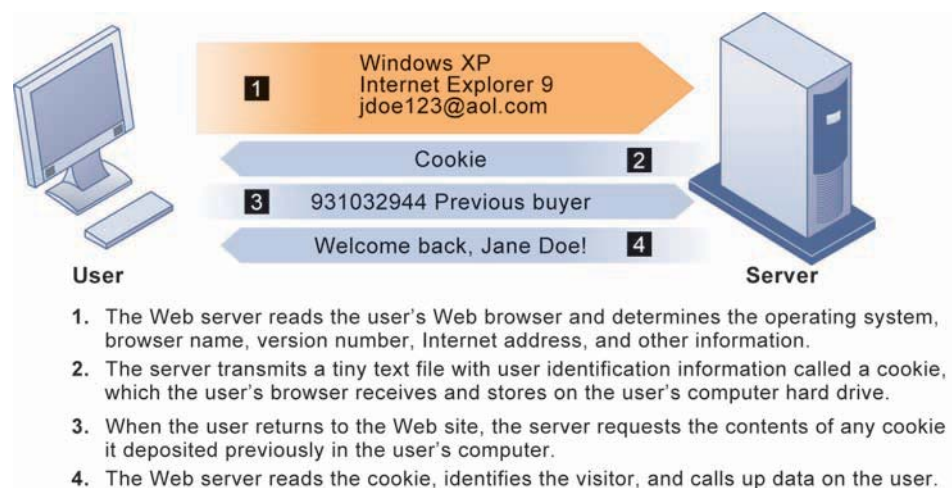 1
Windows XP
Internet Explorer 9
jdoe123@aol.com
Cookie 2
3 931032944 Previous buyer
Welcome back, Jane Doe! 4
User Server
1. The Web server reads the user's Web browser and determines the operating system,
browser name, version number, Internet address, and other information.
2. The server transmits a tiny text file with user identification information called a cookie,
which the user's browser receives and stores on the user's computer hard drive.
3. When the user returns to the Web site, the server requests the contents of any cookie
it deposited previously in the user's computer.
4. The Web server reads the cookie, identifies the visitor, and calls up data on the user.